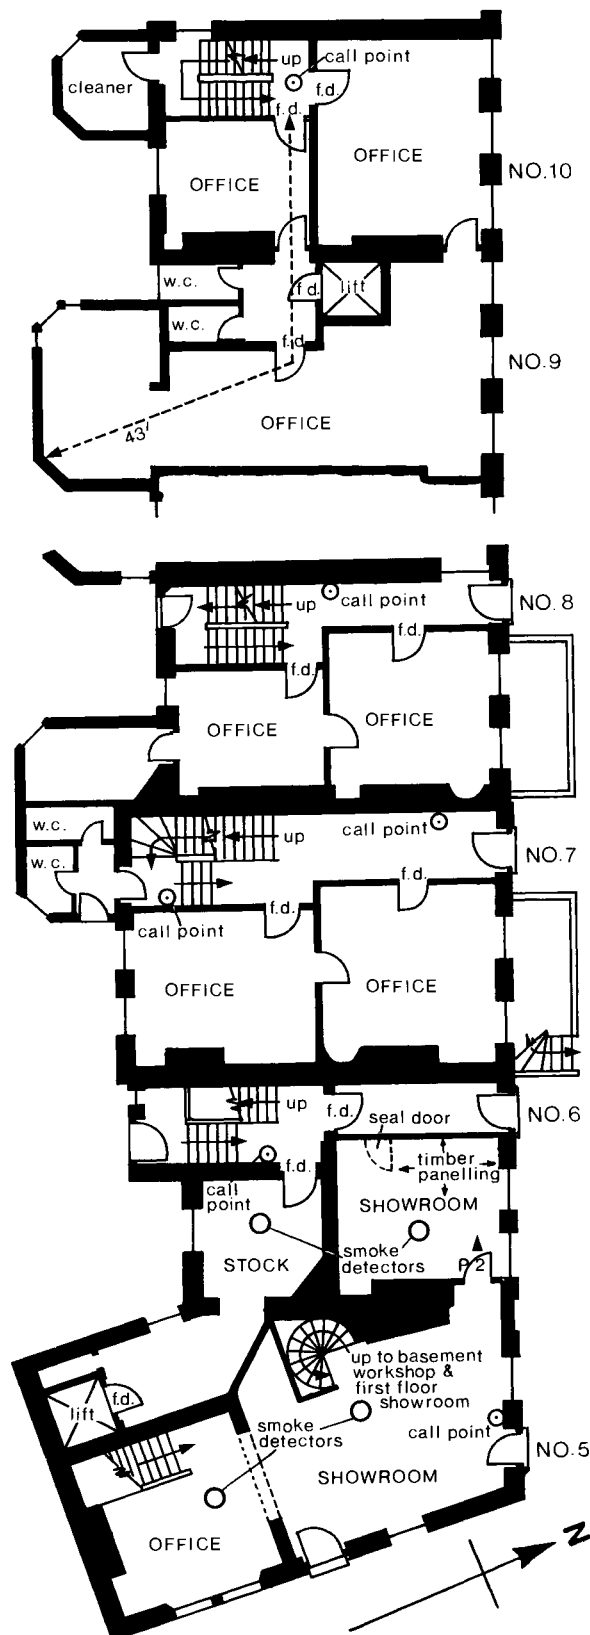 up
call point
cleaner
f.d.
f.d.
OFFICE
OFFICE
NO.10
w.c.
f.d.
lift
w.c.
f.d.
NO.9
43'
OFFICE
up
call point
NO. 8
f.d.
f.d.
OFFICE
OFFICE
w.c.
up
call point
w.c.
NO.7
f.d.
f.d.
call point
OFFICE
OFFICE
up
f.d.
seal door
NO.6
timber
panelling
f.d.
call
point
SHOWROOM
smoke
detectors
STOCK
P 2
up to basement
workshop &
first floor
showroom
f.d.
lift
smoke
detectors
call point
NO.5
SHOWROOM
OFFICE
N